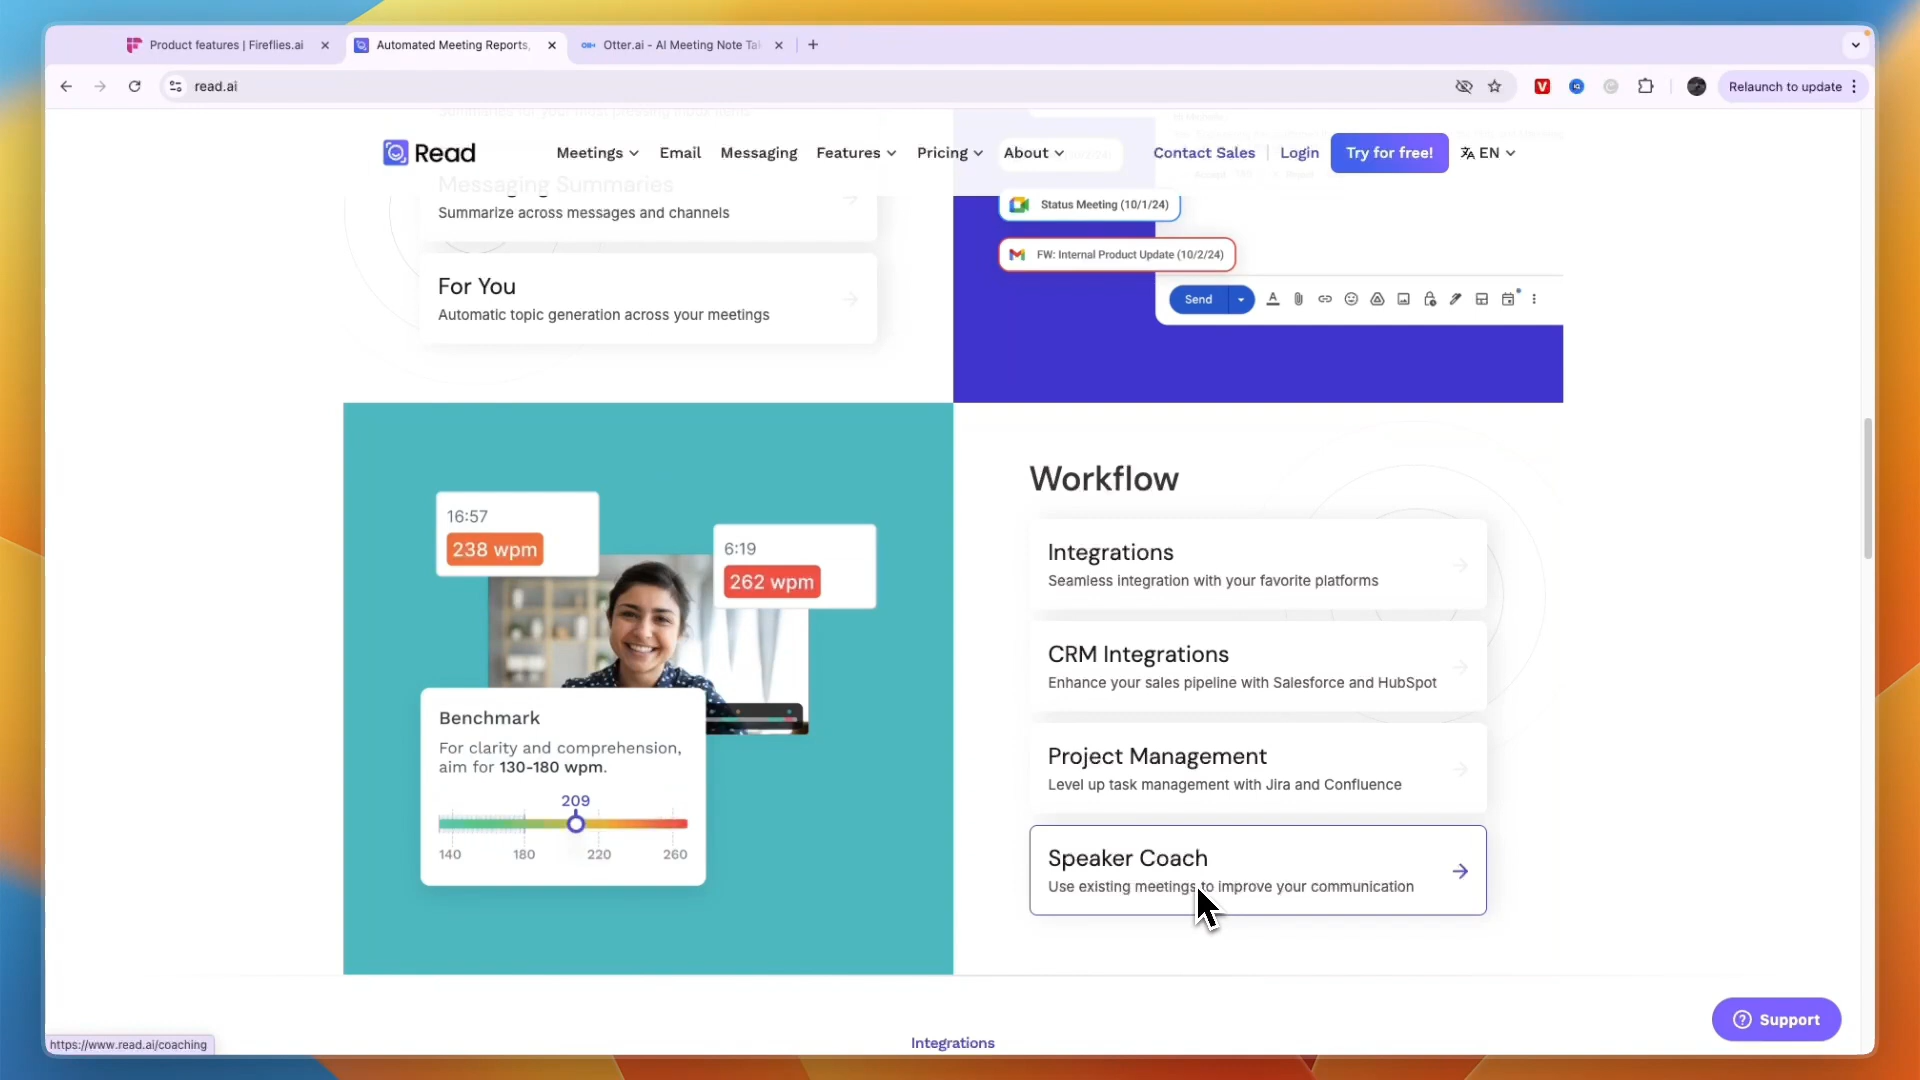 Product features | Fireflies.ai
Automated Meeting Reports,
Otter.ai - AI Meeting Note Ta
read.ai
Relaunch to update
Read
Meetings
Email
Messaging
Features
Pricing
About
Contact Sales
Login
Try for free!
EN
Messaging Summaries
Summarize across messages and channels
For You
Automatic topic generation across your meetings
Status Meeting (10/1/24)
FW: Internal Product Update (10/2/24)
Send
16:57
238 wpm
6:19
262 wpm
Benchmark
For clarity and comprehension,
aim for 130-180 wpm.
209
140 180 220 260
Workflow
Integrations
Seamless integration with your favorite platforms
CRM Integrations
Enhance your sales pipeline with Salesforce and HubSpot
Project Management
Level up task management with Jira and Confluence
Speaker Coach
Use existing meetings to improve your communication
Support
https://www.read.ai/coaching
Integrations